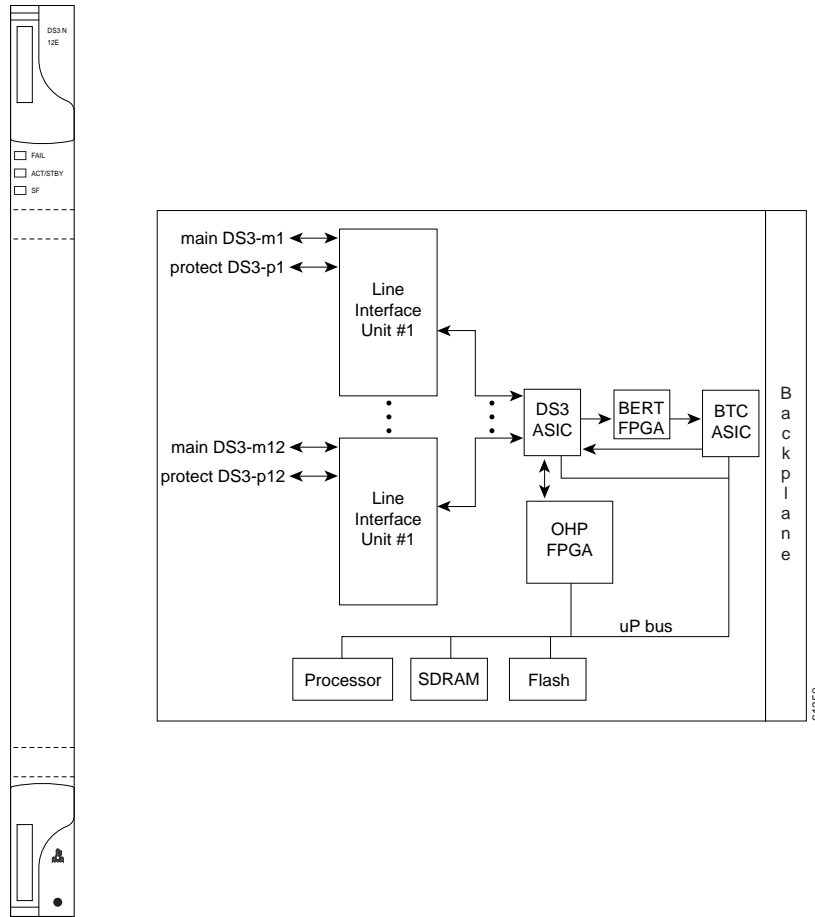 DS3 N
12E
FAIL
ACT/STBY
SF
main DS3-m1
protect DS3-p1
Line
Interface
Unit #1
main DS3-m12
protect DS3-p12
Line
Interface
Unit #1
DS3
ASIC
BERT
FPGA
BTC
ASIC
OHP
FPGA
uP bus
Processor
SDRAM
Flash
Backplane